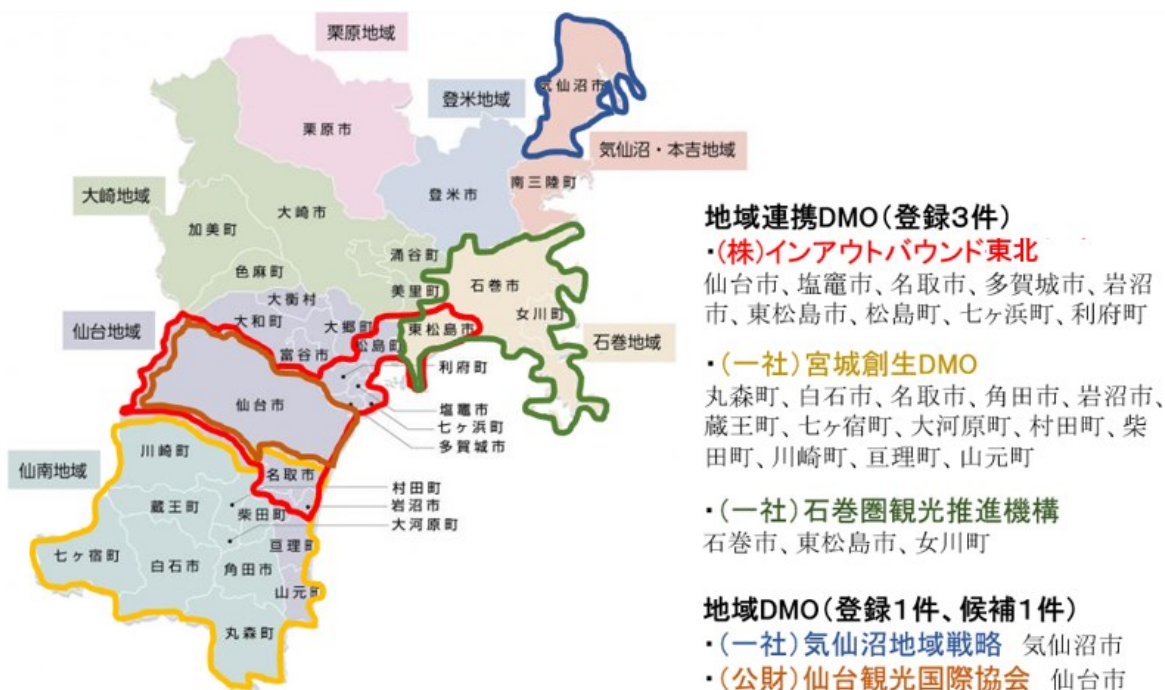 栗原地域
気仙沼市
登米地域
栗原市
気仙沼・本吉地域
南三陸町
登米市
大崎地域
大崎市
加美町
涌谷町
色麻町
石巻市
美里町
大衡村
女川町
仙台地域
大和町
大郷町
東松島市
松島町
富谷市
石巻地域
利府町
仙台市
塩竈市
七ヶ浜町
多賀城市
川崎町
仙南地域
名取市
村田町
蔵王町
岩沼市
柴田町
大河原町
亘理町
七ヶ宿町
白石市
角田市
山元町
丸森町
地域連携DMO(登録3件)
・(株)インアウトバウンド東北
仙台市、塩竈市、名取市、多賀城市、岩沼
市、東松島市、松島町、七ヶ浜町、利府町
・(一社)宮城創生DMO
丸森町、白石市、名取市、角田市、岩沼市、
蔵王町、七ヶ宿町、大河原町、村田町、柴
田町、川崎町、亘理町、山元町
・(一社)石巻圏観光推進機構
石巻市、東松島市、女川町
地域DMO(登録1件、候補1件)
・(一社)気仙沼地域戦略 気仙沼市
・(公財)仙台観光国際協会 仙台市